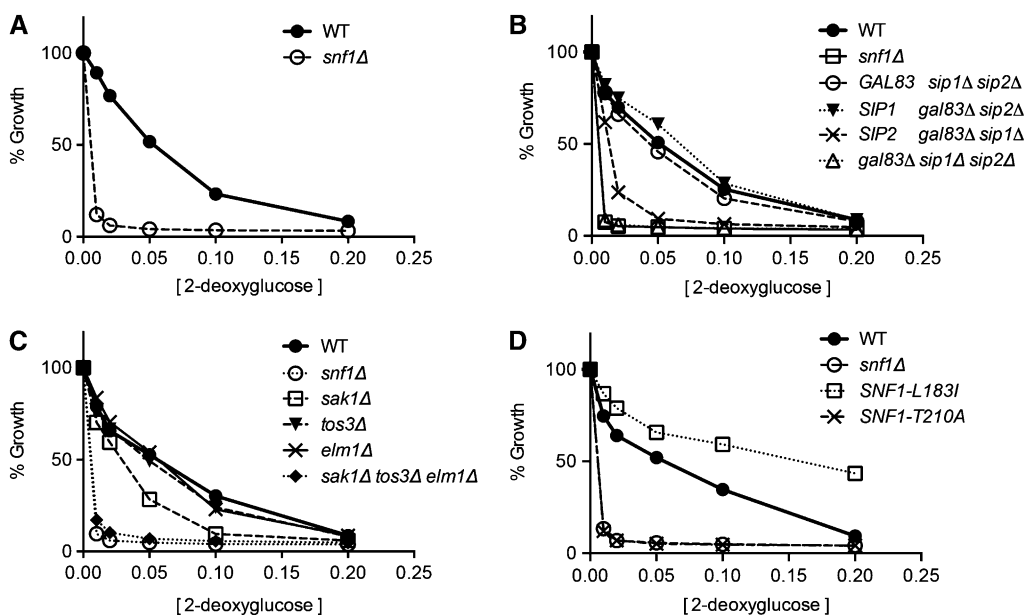 A
100
50
0
% Growth
0.00 0.05 0.10 0.15 0.20 0.25
[ 2-deoxyglucose ]
WT
snf1Δ
B
100
50
0
% Growth
0.00 0.05 0.10 0.15 0.20 0.25
[ 2-deoxyglucose ]
WT
snf1Δ
GAL83 sip1Δ sip2Δ
SIP1 gal83Δ sip2Δ
SIP2 gal83Δ sip1Δ
gal83Δ sip1Δ sip2Δ
C
100
50
0
% Growth
0.00 0.05 0.10 0.15 0.20 0.25
[ 2-deoxyglucose ]
WT
snf1Δ
sak1Δ
tos3Δ
elm1Δ
sak1Δ tos3Δ elm1Δ
D
100
50
0
% Growth
0.00 0.05 0.10 0.15 0.20 0.25
[ 2-deoxyglucose ]
WT
snf1Δ
SNF1-L183I
SNF1-T210A